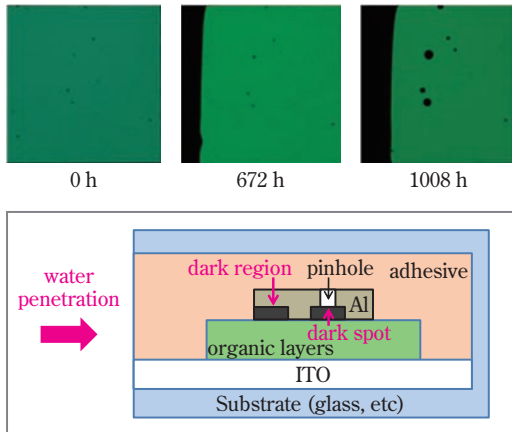 0 h
672 h
1008 h
water
penetration
dark region
pinhole
adhesive
Al
dark spot
organic layers
ITO
Substrate (glass, etc)